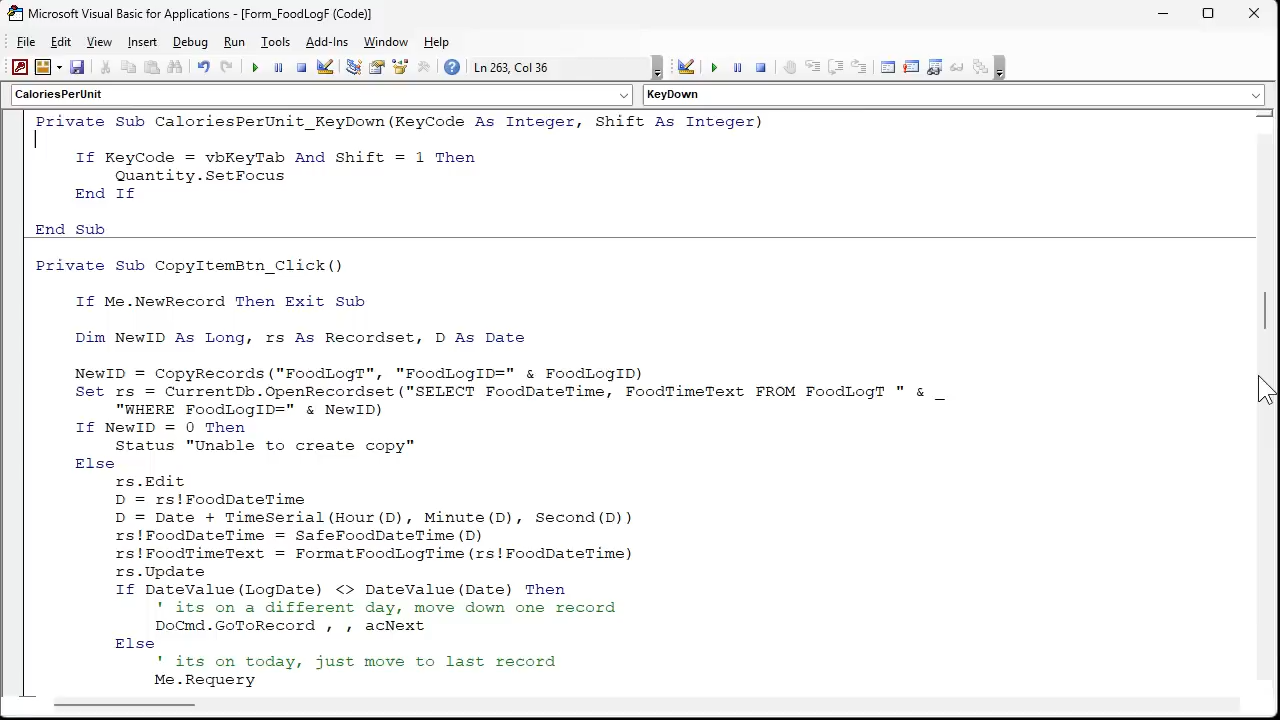 Microsoft Visual Basic for Applications - [Form_FoodLogF (Code)]
File Edit View Insert Debug Run Tools Add-Ins Window Help
Ln 263, Col 36
CaloriesPerUnit KeyDown
Private Sub CaloriesPerUnit_KeyDown(KeyCode As Integer, Shift As Integer)
If KeyCode = vbKeyTab And Shift = 1 Then
Quantity.SetFocus
End If
End Sub
Private Sub CopyItemBtn_Click()
If Me.NewRecord Then Exit Sub
Dim NewID As Long, rs As Recordset, D As Date
NewID = CopyRecords("FoodLogT", "FoodLogID=" & FoodLogID)
Set rs = CurrentDb.OpenRecordset("SELECT FoodDateTime, FoodTimeText FROM FoodLogT " & _
"WHERE FoodLogID=" & NewID)
If NewID = 0 Then
Status "Unable to create copy"
Else
rs.Edit
D = rs!FoodDateTime
D = Date + TimeSerial(Hour(D), Minute(D), Second(D))
rs!FoodDateTime = SafeFoodDateTime(D)
rs!FoodTimeText = FormatFoodLogTime(rs!FoodDateTime)
rs.Update
If DateValue(LogDate) <> DateValue(Date) Then
' its on a different day, move down one record
DoCmd.GoToRecord , , acNext
Else
' its on today, just move to last record
Me.Requery